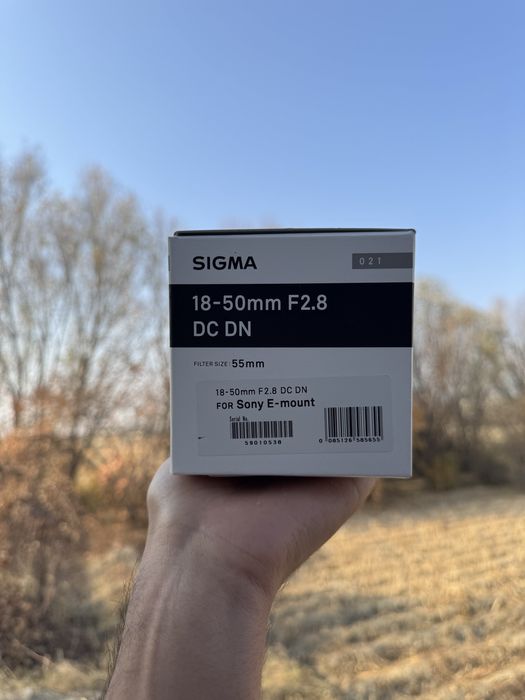 SIGMA
021
18-50mm F2.8
DC DN
FILTER SIZE: 55mm
18-50mm F2.8 DC DN
FOR Sony E-mount
Serial No.
59010538
0 085126 585655